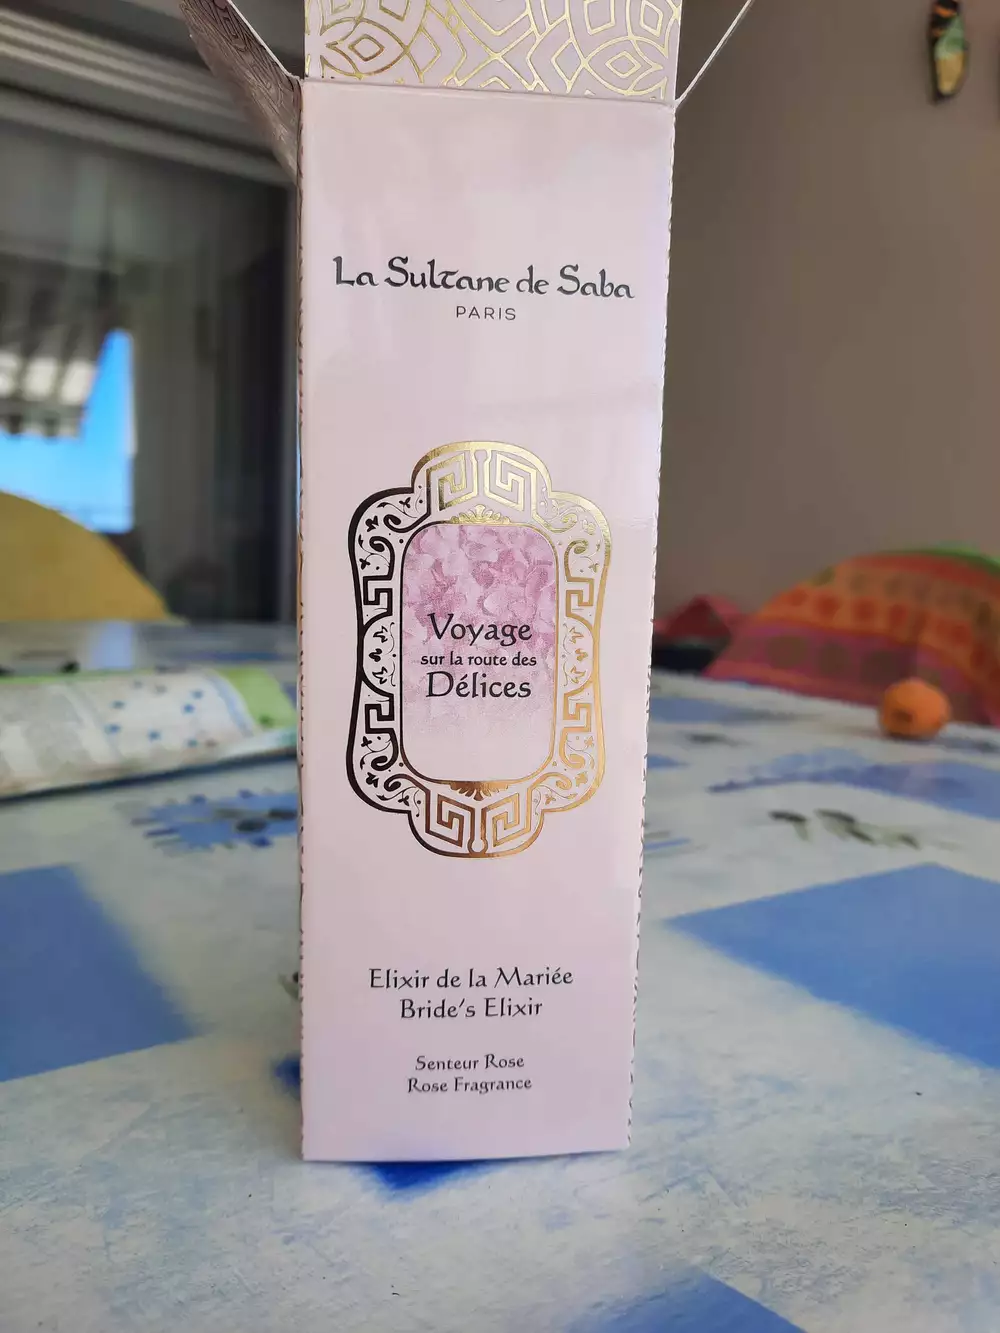 La Sultane de Saba
PARIS
Voyage
sur la route des
Délices
Elixir de la Mariée
Bride's Elixir
Senteur Rose
Rose Fragrance